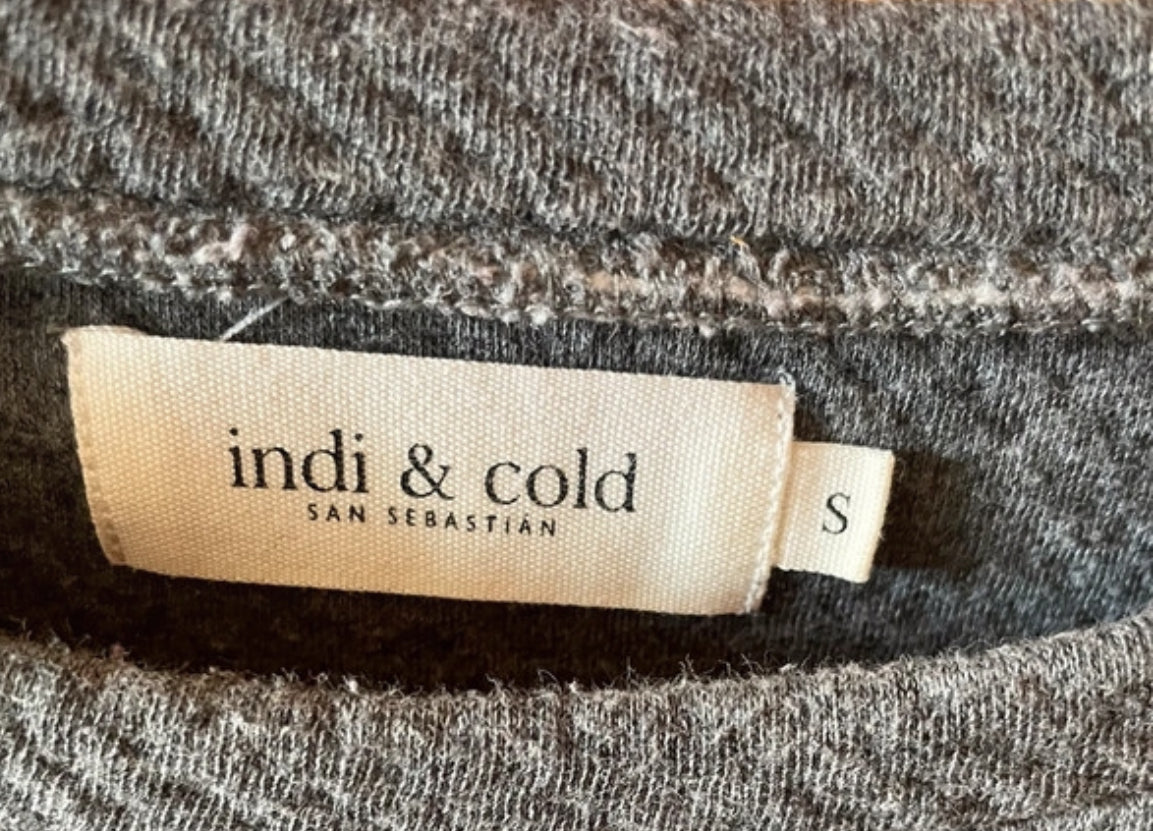 indi & cold
SAN SEBASTIÁN
S